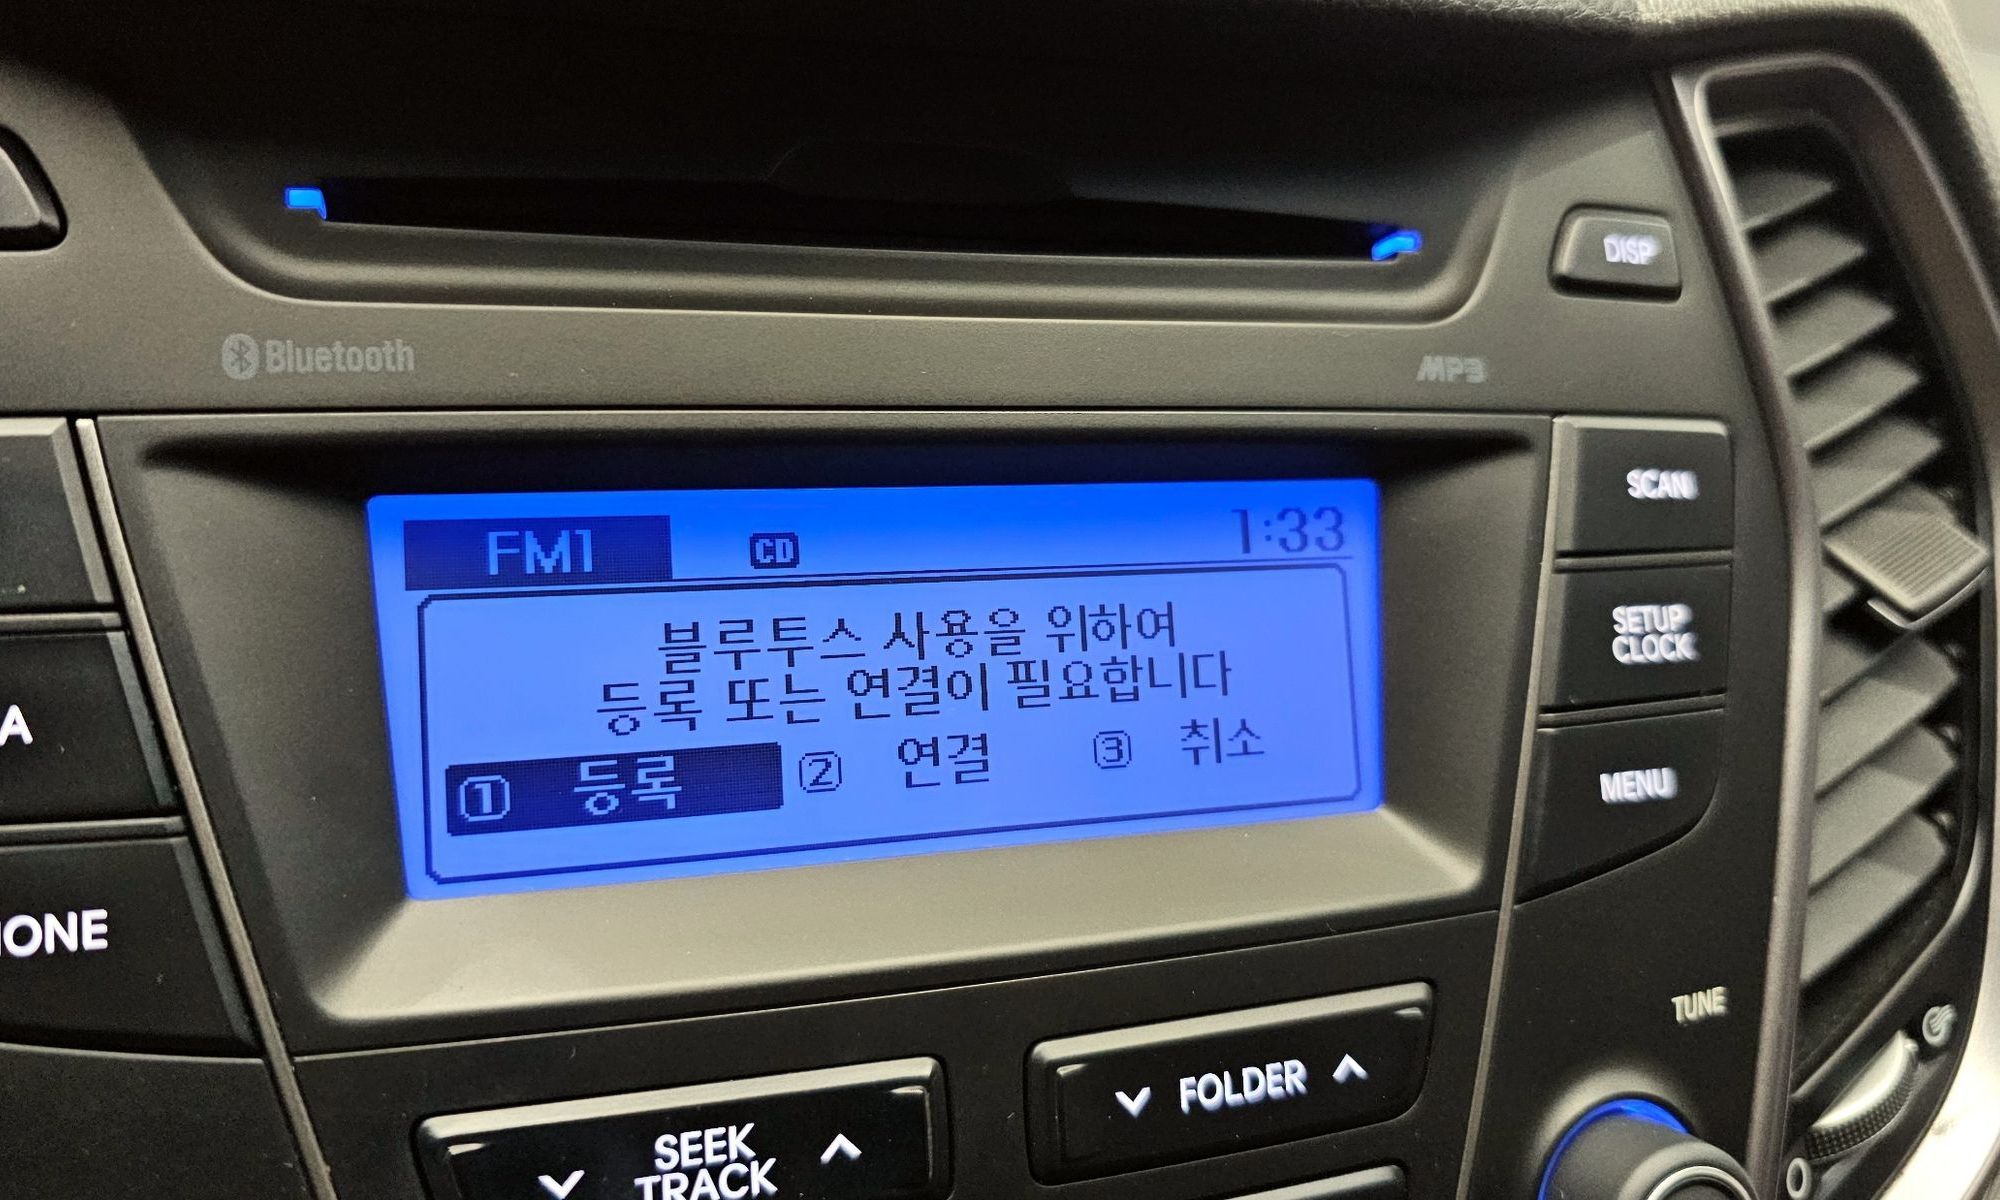 DISP
Bluetooth
MP3
SCAN
FM1 CD 1:33
블루투스 사용을 위하여
등록 또는 연결이 필요합니다
① 등록 ② 연결 ③ 취소
SETUP
CLOCK
MENU
TUNE
FOLDER
SEEK
TRACK